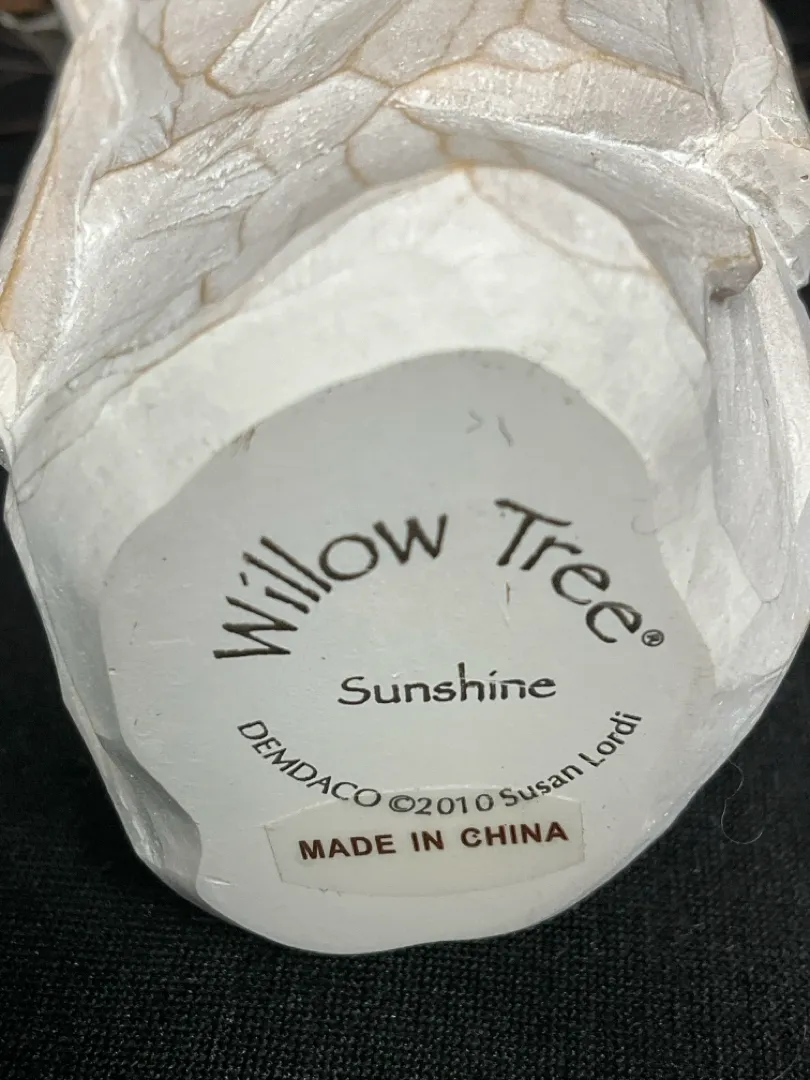 Willow Tree®
Sunshine
DEMDACO ©2010 Susan Lordi
MADE IN CHINA